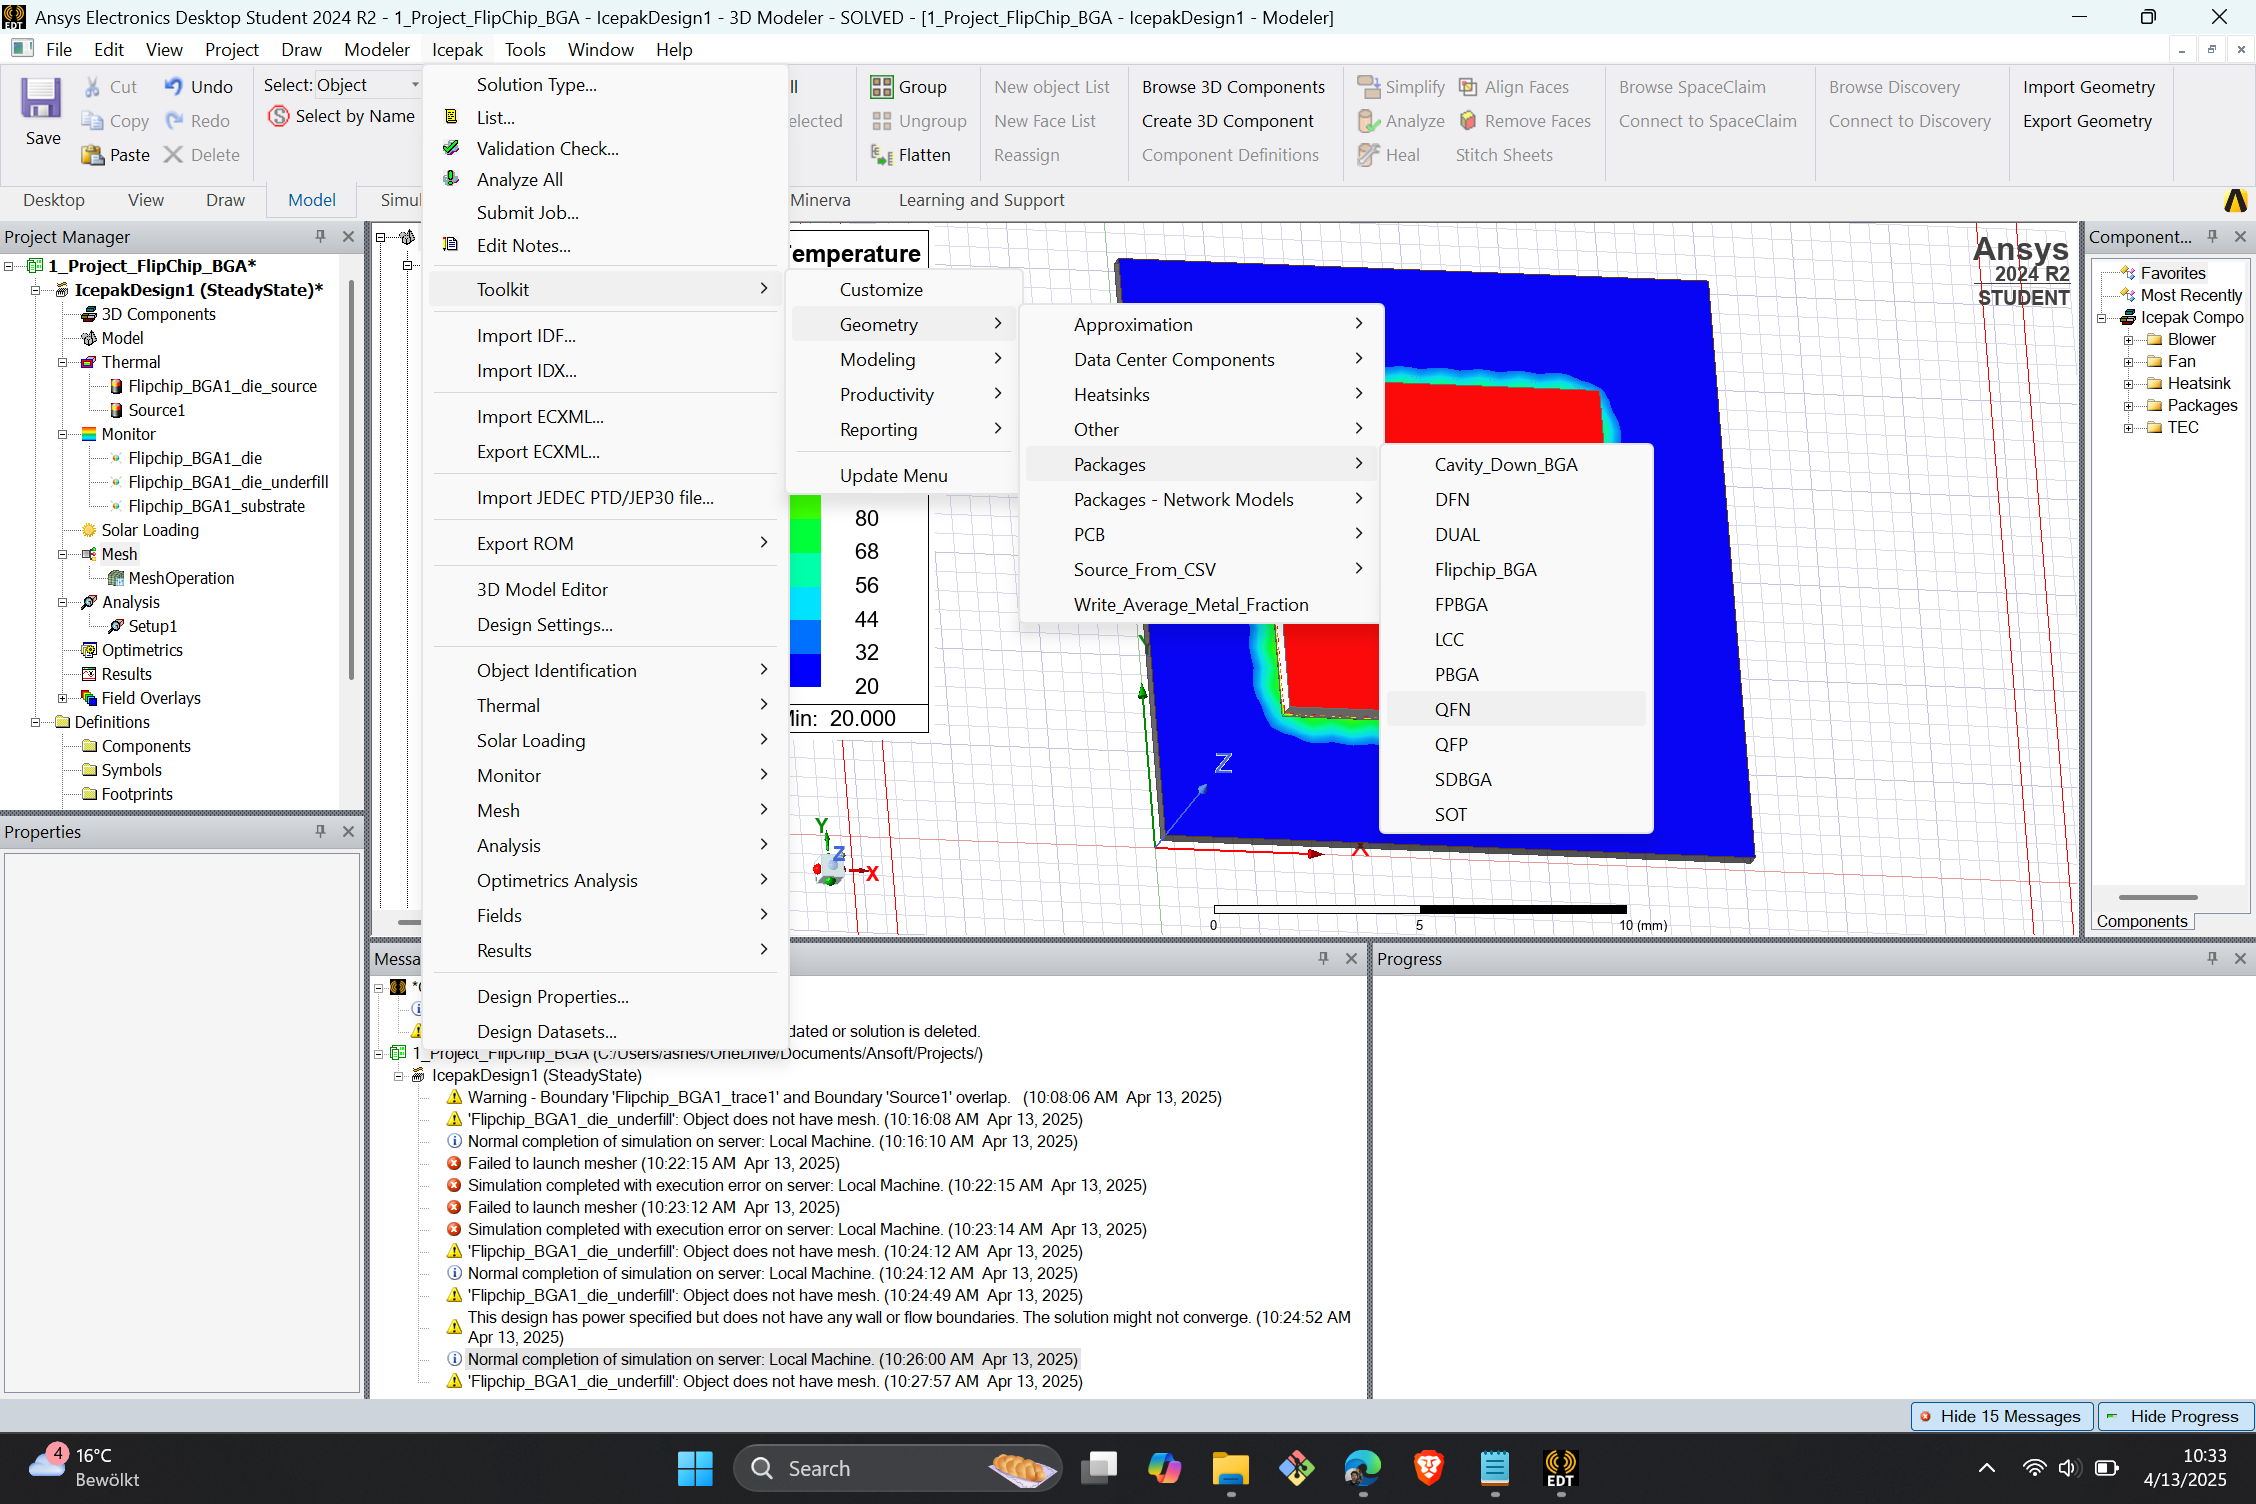 Ansys Electronics Desktop Student 2024 R2 - 1_Project_FlipChip_BGA - IcepakDesign1 - 3D Modeler - SOLVED - [1_Project_FlipChip_BGA - IcepakDesign1 - Modeler]
File Edit View Project Draw Modeler Icepak Tools Window Help
Save
Cut
Copy
Paste
Undo
Redo
Delete
Select: Object
Select by Name
Group
Ungroup
Flatten
New object List
New Face List
Reassign
Browse 3D Components
Create 3D Component
Component Definitions
Simplify
Analyze
Heal
Align Faces
Remove Faces
Stitch Sheets
Browse SpaceClaim
Connect to SpaceClaim
Browse Discovery
Connect to Discovery
Import Geometry
Export Geometry
Desktop View Draw Model Simu Minerva Learning and Support
Project Manager
1_Project_FlipChip_BGA*
IcepakDesign1 (SteadyState)*
3D Components
Model
Thermal
Flipchip_BGA1_die_source
Source1
Monitor
Flipchip_BGA1_die
Flipchip_BGA1_die_underfill
Flipchip_BGA1_substrate
Solar Loading
Mesh
MeshOperation
Analysis
Setup1
Optimetrics
Results
Field Overlays
Definitions
Components
Symbols
Footprints
Properties
Solution Type...
List...
Validation Check...
Analyze All
Submit Job...
Edit Notes...
Toolkit
Import IDF...
Import IDX...
Import ECXML...
Export ECXML...
Import JEDEC PTD/JEP30 file...
Export ROM
3D Model Editor
Design Settings...
Object Identification
Thermal
Solar Loading
Monitor
Mesh
Analysis
Optimetrics Analysis
Fields
Results
Design Properties...
Design Datasets...
Customize
Geometry
Modeling
Productivity
Reporting
Update Menu
Approximation
Data Center Components
Heatsinks
Other
Packages
Packages - Network Models
PCB
Source_From_CSV
Write_Average_Metal_Fraction
Cavity_Down_BGA
DFN
DUAL
Flipchip_BGA
FPBGA
LCC
PBGA
QFN
QFP
SDBGA
SOT
emperature
80
68
56
44
32
20
Min: 20.000
Ansys
2024 R2
STUDENT
Z
X
Y
Z
X
0 5 10 (mm)
Component...
Favorites
Most Recently
Icepak Compo
Blower
Fan
Heatsink
Packages
TEC
Components
Messa
dated or solution is deleted.
1_Project_FlipChip_BGA (C:/Users/ashes/OneDrive/Documents/Ansoft/Projects/)
IcepakDesign1 (SteadyState)
Warning - Boundary 'Flipchip_BGA1_trace1' and Boundary 'Source1' overlap. (10:08:06 AM Apr 13, 2025)
'Flipchip_BGA1_die_underfill': Object does not have mesh. (10:16:08 AM Apr 13, 2025)
Normal completion of simulation on server: Local Machine. (10:16:10 AM Apr 13, 2025)
Failed to launch mesher (10:22:15 AM Apr 13, 2025)
Simulation completed with execution error on server: Local Machine. (10:22:15 AM Apr 13, 2025)
Failed to launch mesher (10:23:12 AM Apr 13, 2025)
Simulation completed with execution error on server: Local Machine. (10:23:14 AM Apr 13, 2025)
'Flipchip_BGA1_die_underfill': Object does not have mesh. (10:24:12 AM Apr 13, 2025)
Normal completion of simulation on server: Local Machine. (10:24:12 AM Apr 13, 2025)
'Flipchip_BGA1_die_underfill': Object does not have mesh. (10:24:49 AM Apr 13, 2025)
This design has power specified but does not have any wall or flow boundaries. The solution might not converge. (10:24:52 AM
Apr 13, 2025)
Normal completion of simulation on server: Local Machine. (10:26:00 AM Apr 13, 2025)
'Flipchip_BGA1_die_underfill': Object does not have mesh. (10:27:57 AM Apr 13, 2025)
Progress
Hide 15 Messages
Hide Progress
4
16°C
Bewölkt
Search
EDT
10:33
4/13/2025